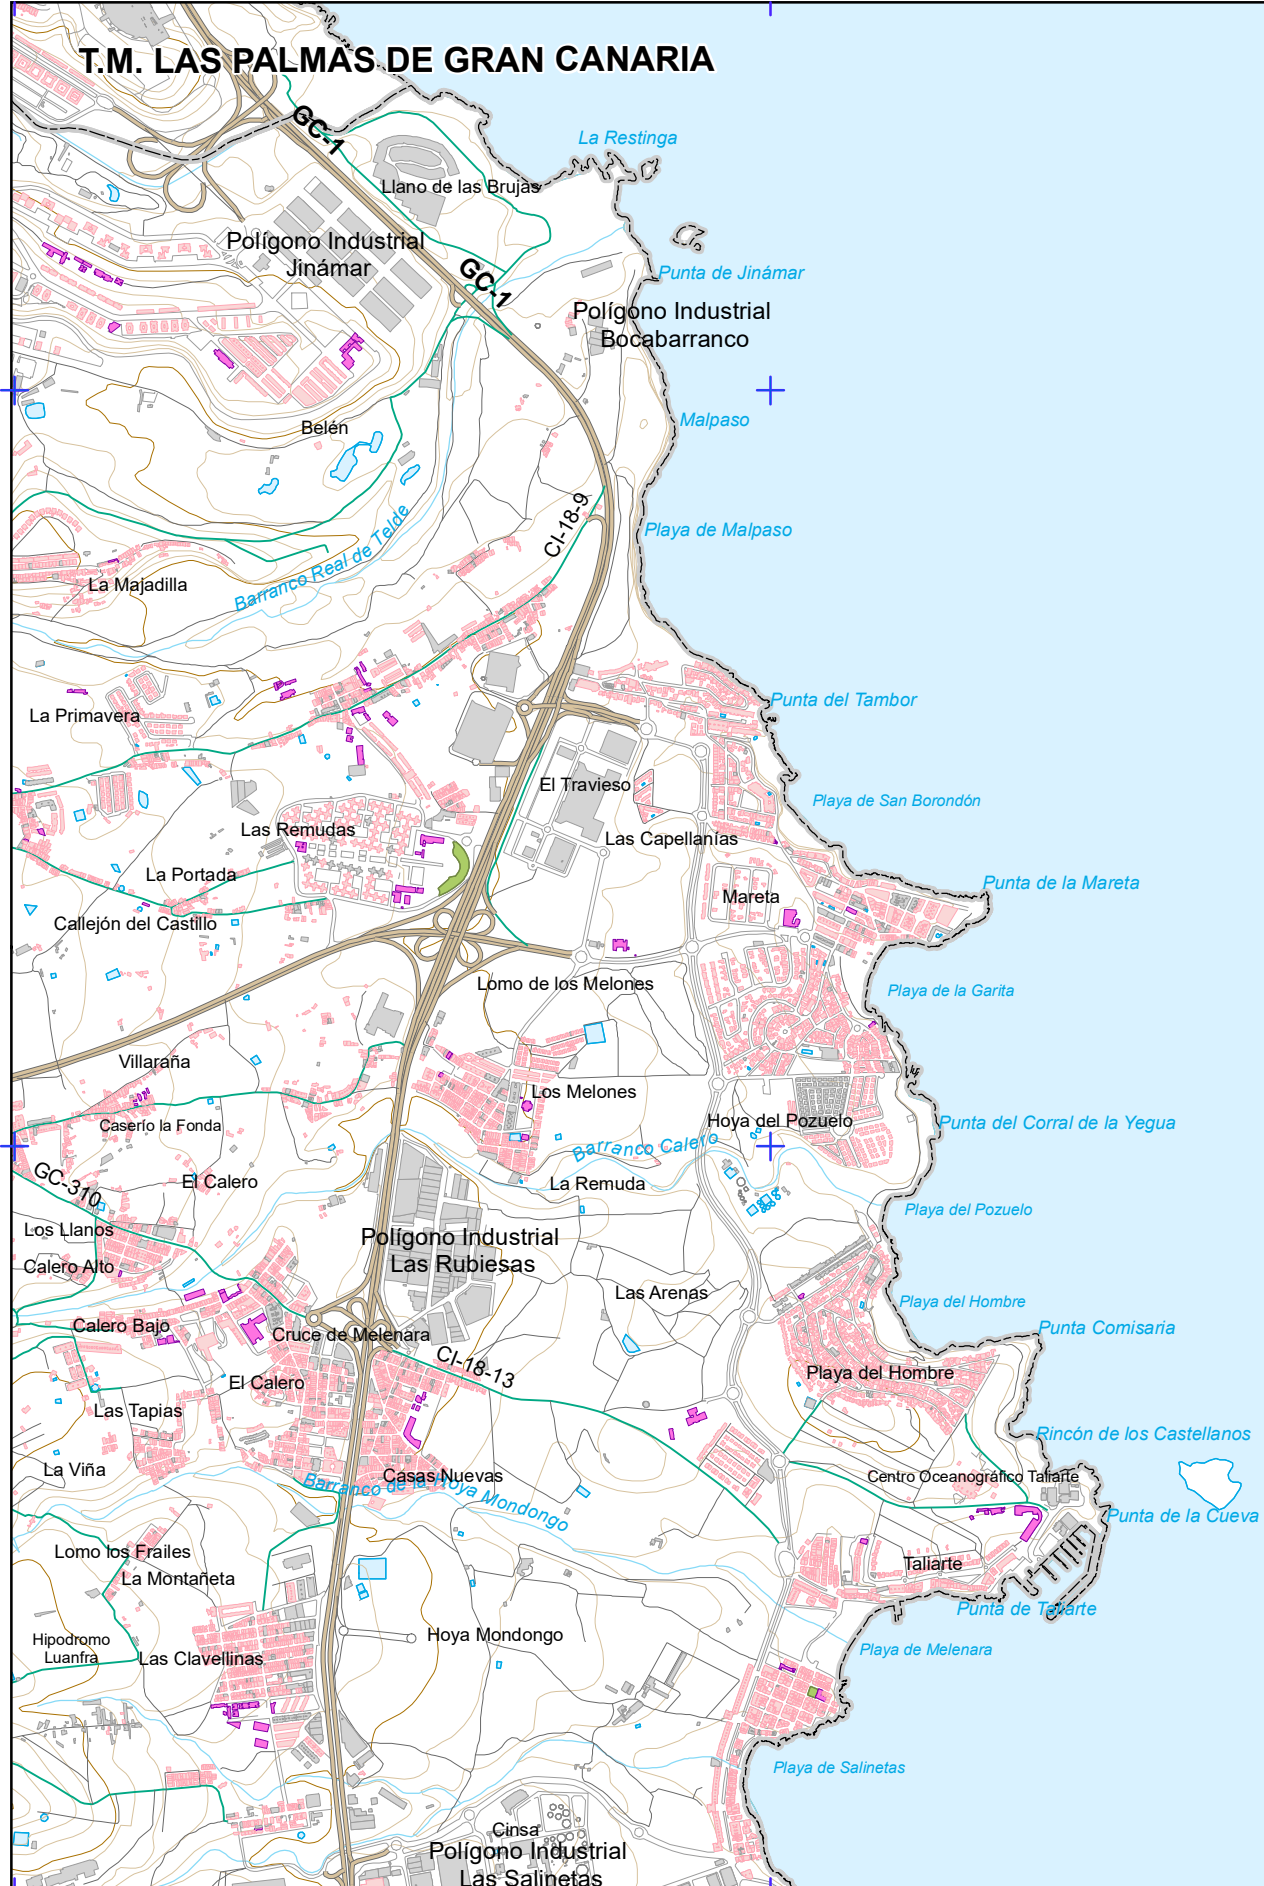 T.M. LAS PALMAS DE GRAN CANARIA
GC-1
La Restinga
Llano de las Brujas
Polígono Industrial
Jinámar
GC-1
Punta de Jinámar
Polígono Industrial
Bocabarranco
Malpaso
Belén
CI-18-9
Playa de Malpaso
Barranco Real de Telde
La Majadilla
Punta del Tambor
La Primavera
El Travieso
Playa de San Borondón
Las Remudas
Las Capellanías
La Portada
Punta de la Mareta
Mareta
Callejón del Castillo
Lomo de los Melones
Playa de la Garita
Villaraña
Los Melones
Caserío la Fonda
Hoya del Pozuelo
Punta del Corral de la Yegua
Barranco Calero
GC-310
El Calero
La Remuda
Playa del Pozuelo
Los Llanos
Polígono Industrial
Las Rubiesas
Calero Alto
Las Arenas
Playa del Hombre
Calero Bajo
Cruce de Melenara
Punta Comisaria
CI-18-13
Playa del Hombre
El Calero
Las Tapias
Rincón de los Castellanos
La Viña
Casas Nuevas
Centro Oceanográfico Taliarte
Barranco de la Hoya Mondongo
Punta de la Cueva
Lomo los Frailes
Taliarte
La Montañeta
Punta de Taliarte
Hipodromo
Luanfra
Hoya Mondongo
Playa de Melenara
Las Clavellinas
Playa de Salinetas
Cinsa
Polígono Industrial
Las Salinetas